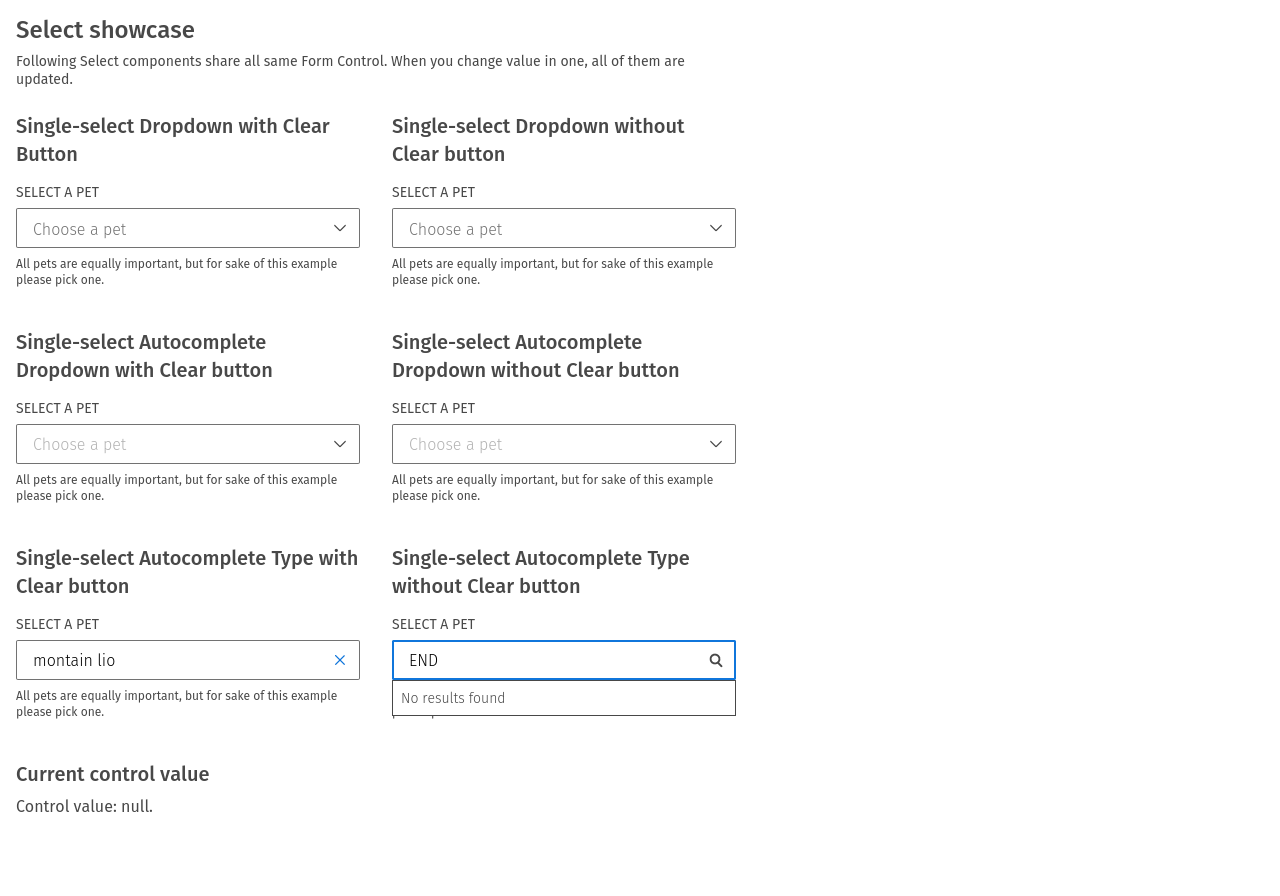 Select showcase
Following Select components share all same Form Control. When you change value in one, all of them are
updated.
Single-select Dropdown with Clear
Button
SELECT A PET
Choose a pet
All pets are equally important, but for sake of this example
please pick one.
Single-select Dropdown without
Clear button
SELECT A PET
Choose a pet
All pets are equally important, but for sake of this example
please pick one.
Single-select Autocomplete
Dropdown with Clear button
SELECT A PET
Choose a pet
All pets are equally important, but for sake of this example
please pick one.
Single-select Autocomplete
Dropdown without Clear button
SELECT A PET
Choose a pet
All pets are equally important, but for sake of this example
please pick one.
Single-select Autocomplete Type with
Clear button
SELECT A PET
montain lio
All pets are equally important, but for sake of this example
please pick one.
Single-select Autocomplete Type
without Clear button
SELECT A PET
END
No results found
Current control value
Control value: null.